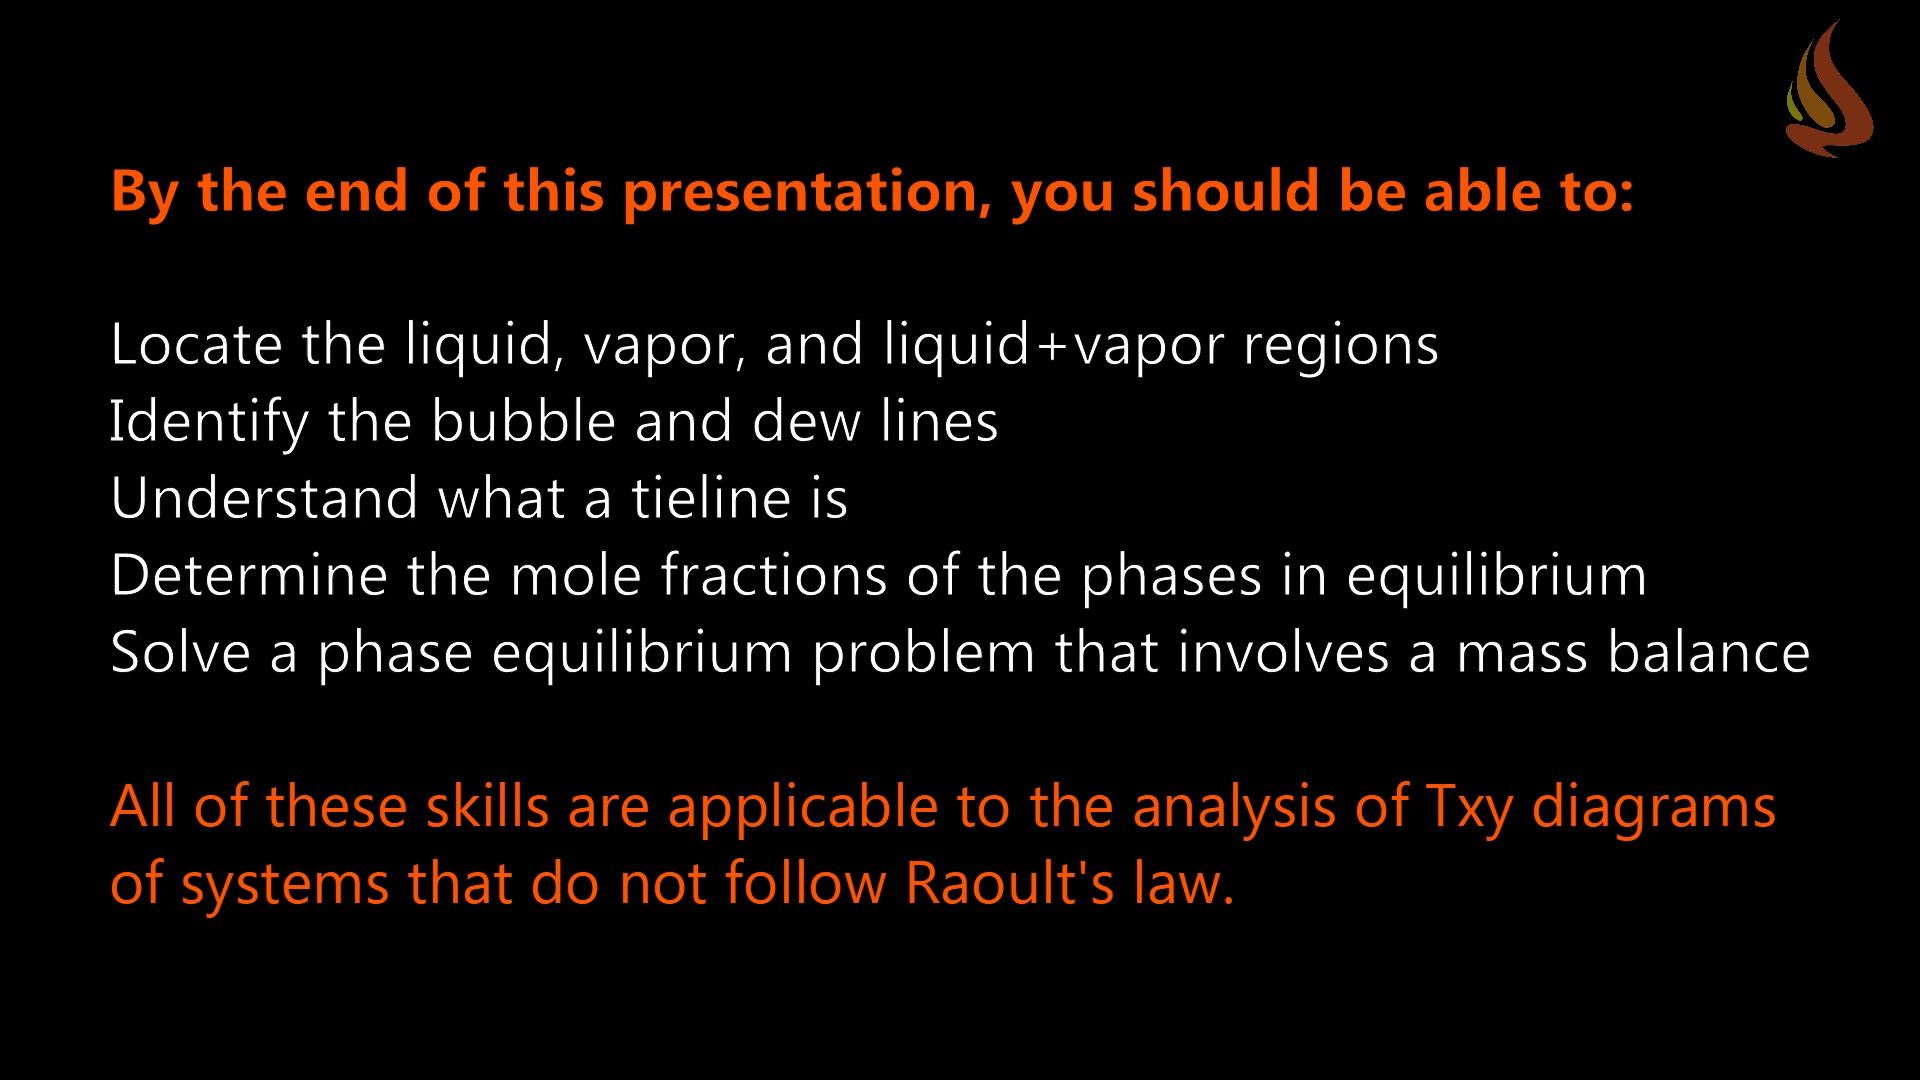 By the end of this presentation, you should be able to:
Locate the liquid, vapor, and liquid+vapor regions
Identify the bubble and dew lines
Understand what a tieline is
Determine the mole fractions of the phases in equilibrium
Solve a phase equilibrium problem that involves a mass balance
All of these skills are applicable to the analysis of Txy diagrams
of systems that do not follow Raoult's law.